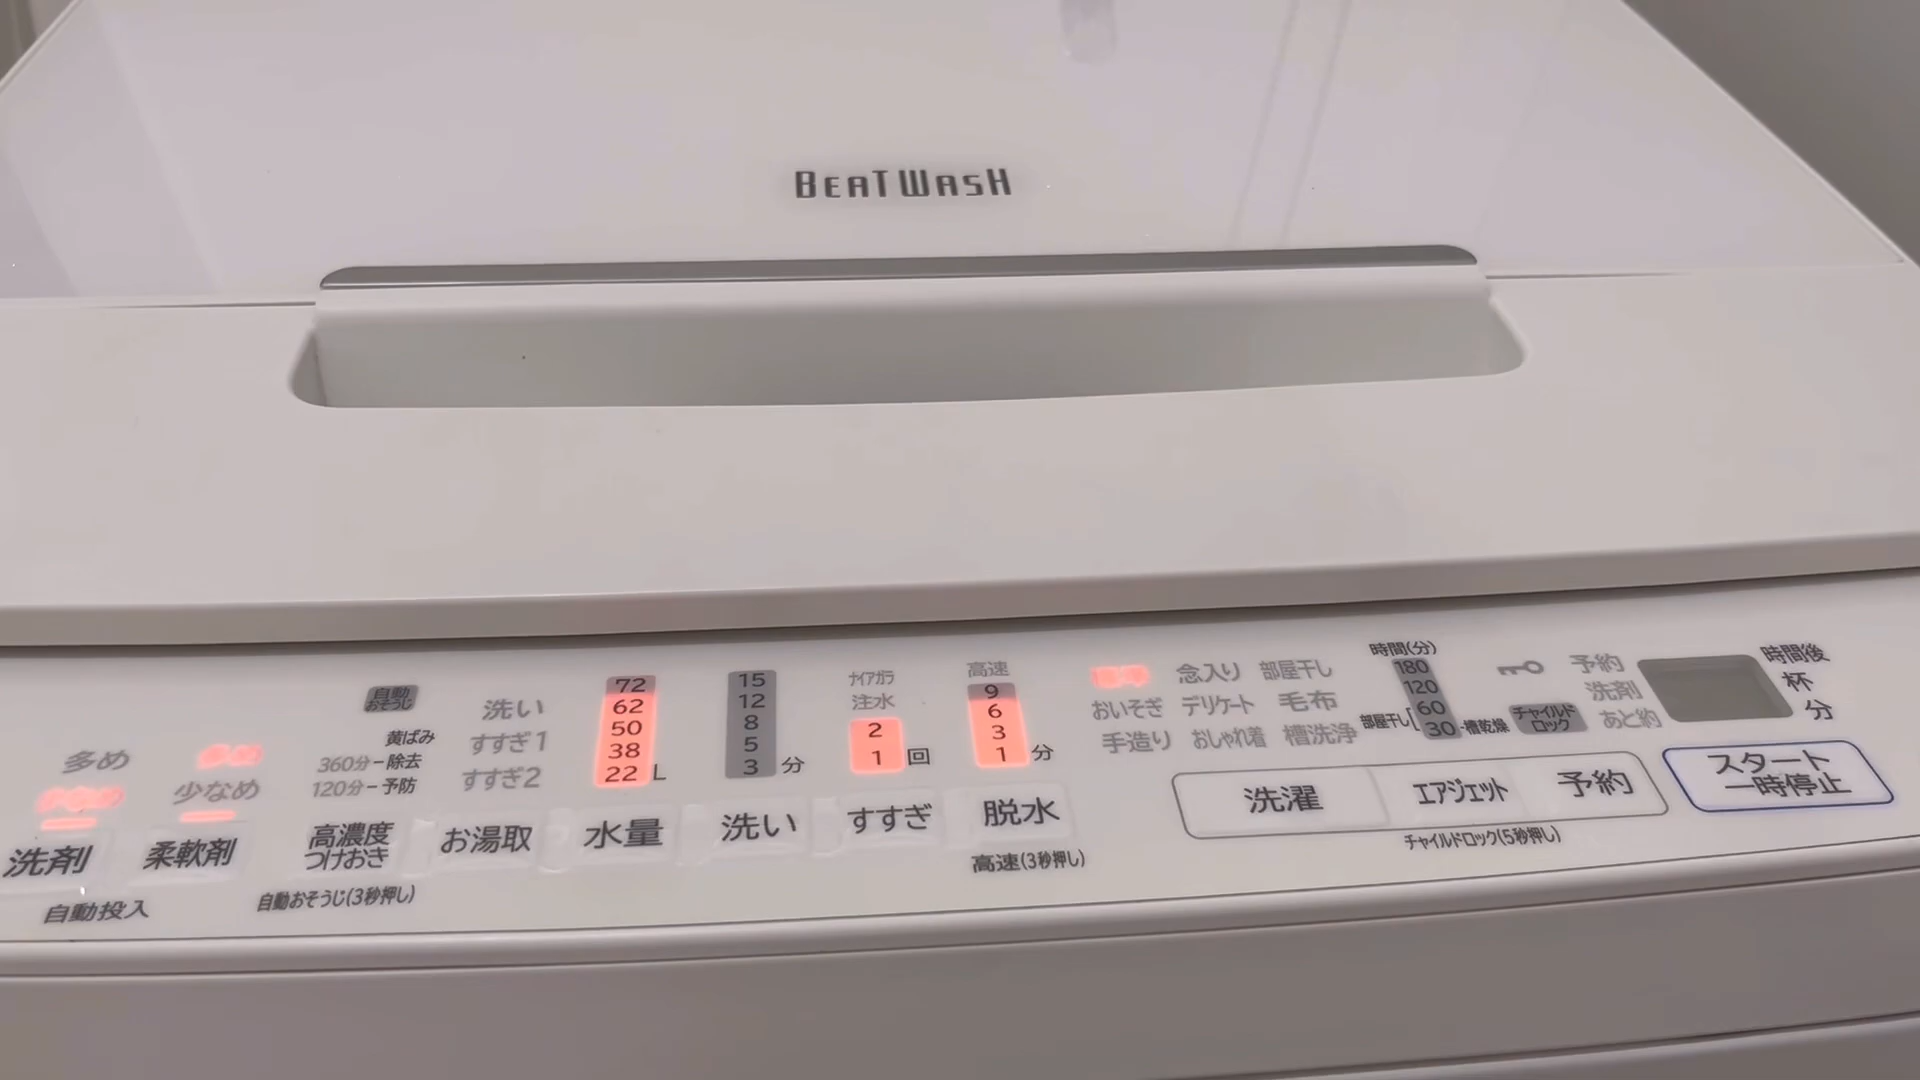 BEATWASH
多め
少なめ
洗剤
柔軟剤
自動投入
自動
おそうじ
黄ばみ
360分−除去
120分−予防
高濃度
つけおき
自動おそうじ(3秒押し)
洗い
すすぎ1
すすぎ2
お湯取
72
62
50
38
22 L
水量
15
12
8
5
3 分
洗い
ナイアガラ
注水
2
1 回
すすぎ
高速
9
6
3
1 分
脱水
高速(3秒押し)
念入り 部屋干し
おいそぎ デリケート 毛布
手造り おしゃれ着 槽洗浄
時間(分)
180
120
60
部屋干し[ 30-槽乾燥
チャイルド
ロック
予約
洗剤
あと約
時間後
杯
分
洗濯 エアジェット 予約
チャイルドロック(5秒押し)
スタート
一時停止